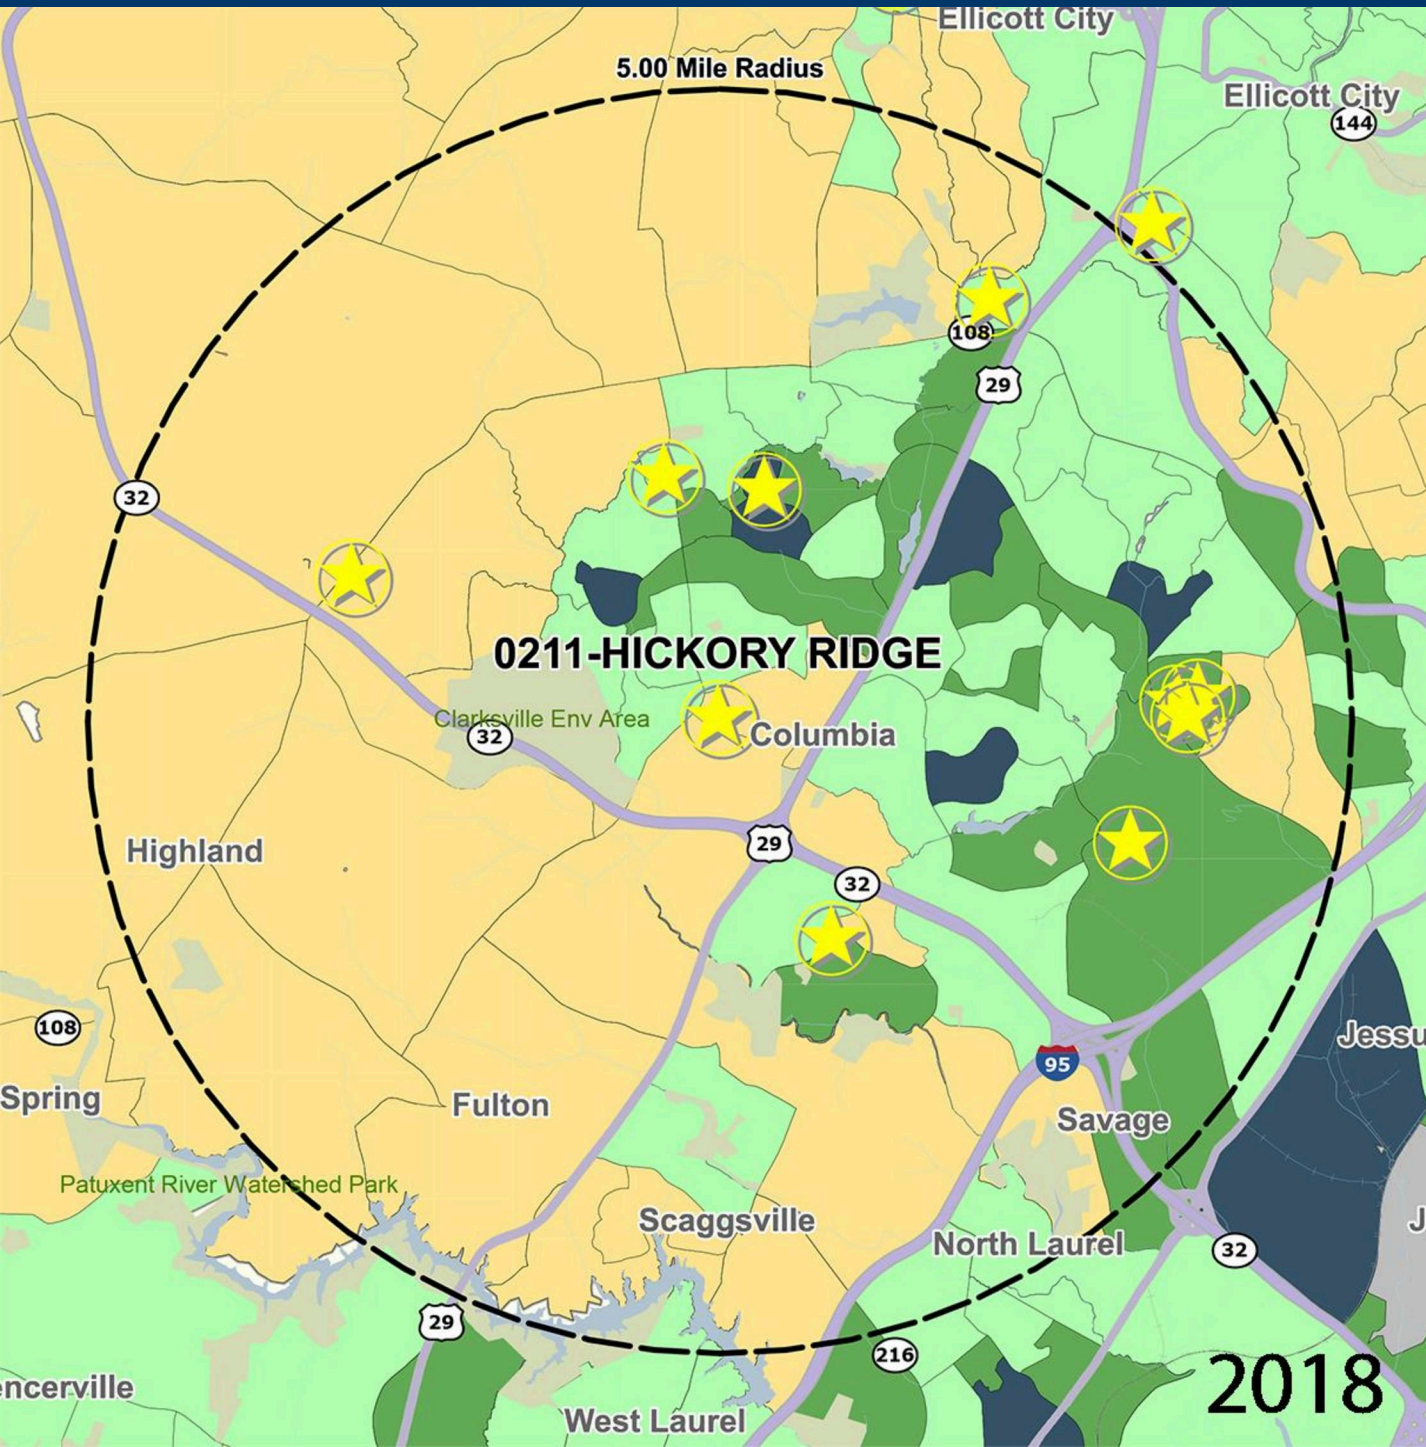 Ellicott City
5.00 Mile Radius
Ellicott City
144
108
29
32
0211-HICKORY RIDGE
Clarksville Env Area
32
Columbia
29
Highland
32
108
Jessu
95
Spring
Fulton
Savage
Patuxent River Watershed Park
Scaggsville
J
North Laurel
32
29
216
2018
encerville
West Laurel